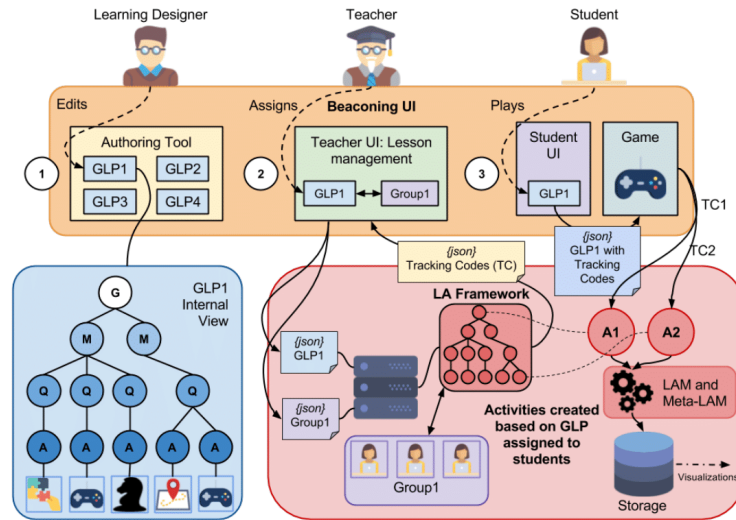 Learning Designer
Teacher
Student
Edits
Assigns
Beaconing UI
Plays
1
Authoring Tool
GLP1
GLP2
GLP3
GLP4
2
Teacher UI: Lesson
management
GLP1
Group1
3
Student
UI
GLP1
Game
TC1
TC2
{json}
Tracking Codes (TC)
{json}
GLP1 with
Tracking
Codes
GLP1
Internal
View
G
M
M
Q
Q
Q
Q
A
A
A
A
A
LA Framework
{json}
GLP1
{json}
Group1
A1
A2
Activities created
based on GLP
assigned to
students
LAM and
Meta-LAM
Group1
Storage
Visualizations